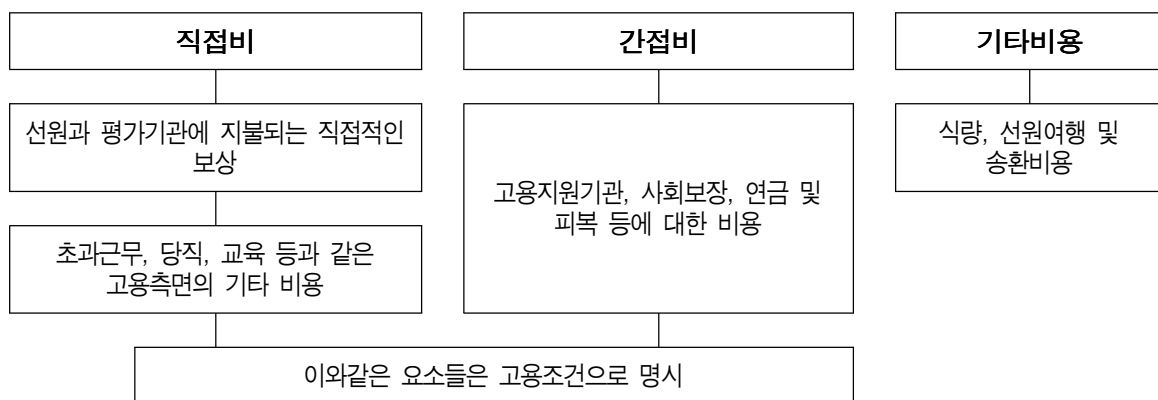 직접비
간접비
기타비용
선원과 평가기관에 지불되는 직접적인
보상
초과근무, 당직, 교육 등과 같은
고용측면의 기타 비용
고용지원기관, 사회보장, 연금 및
피복 등에 대한 비용
식량, 선원여행 및
송환비용
이와같은 요소들은 고용조건으로 명시